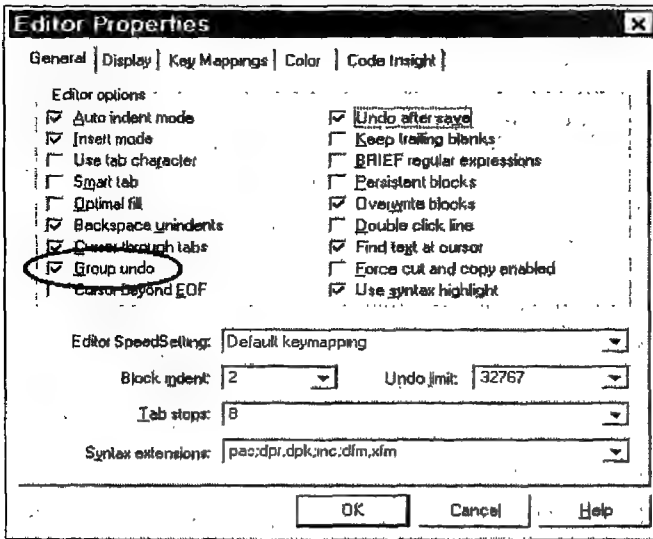 Editor Properties
General Display Key Mappings Color Code Insight
Editor options
Auto indent mode
Insert mode
Use tab character
Smart tab
Optimal fill
Backspace unindents
Cursor through tabs
Group undo
Cursor beyond EOF
Undo after save
Keep trailing blanks
BRIEF regular expressions
Persistent blocks
Overwrite blocks
Double click line
Find text at cursor
Force cut and copy enabled
Use syntax highlight
Editor SpeedSetting: Default keymapping
Block indent: 2 Undo limit: 32767
Tab stops: 8
Syntax extensions: pas;dpr,dpk;inc;dfm,xfm
OK Cancel Help